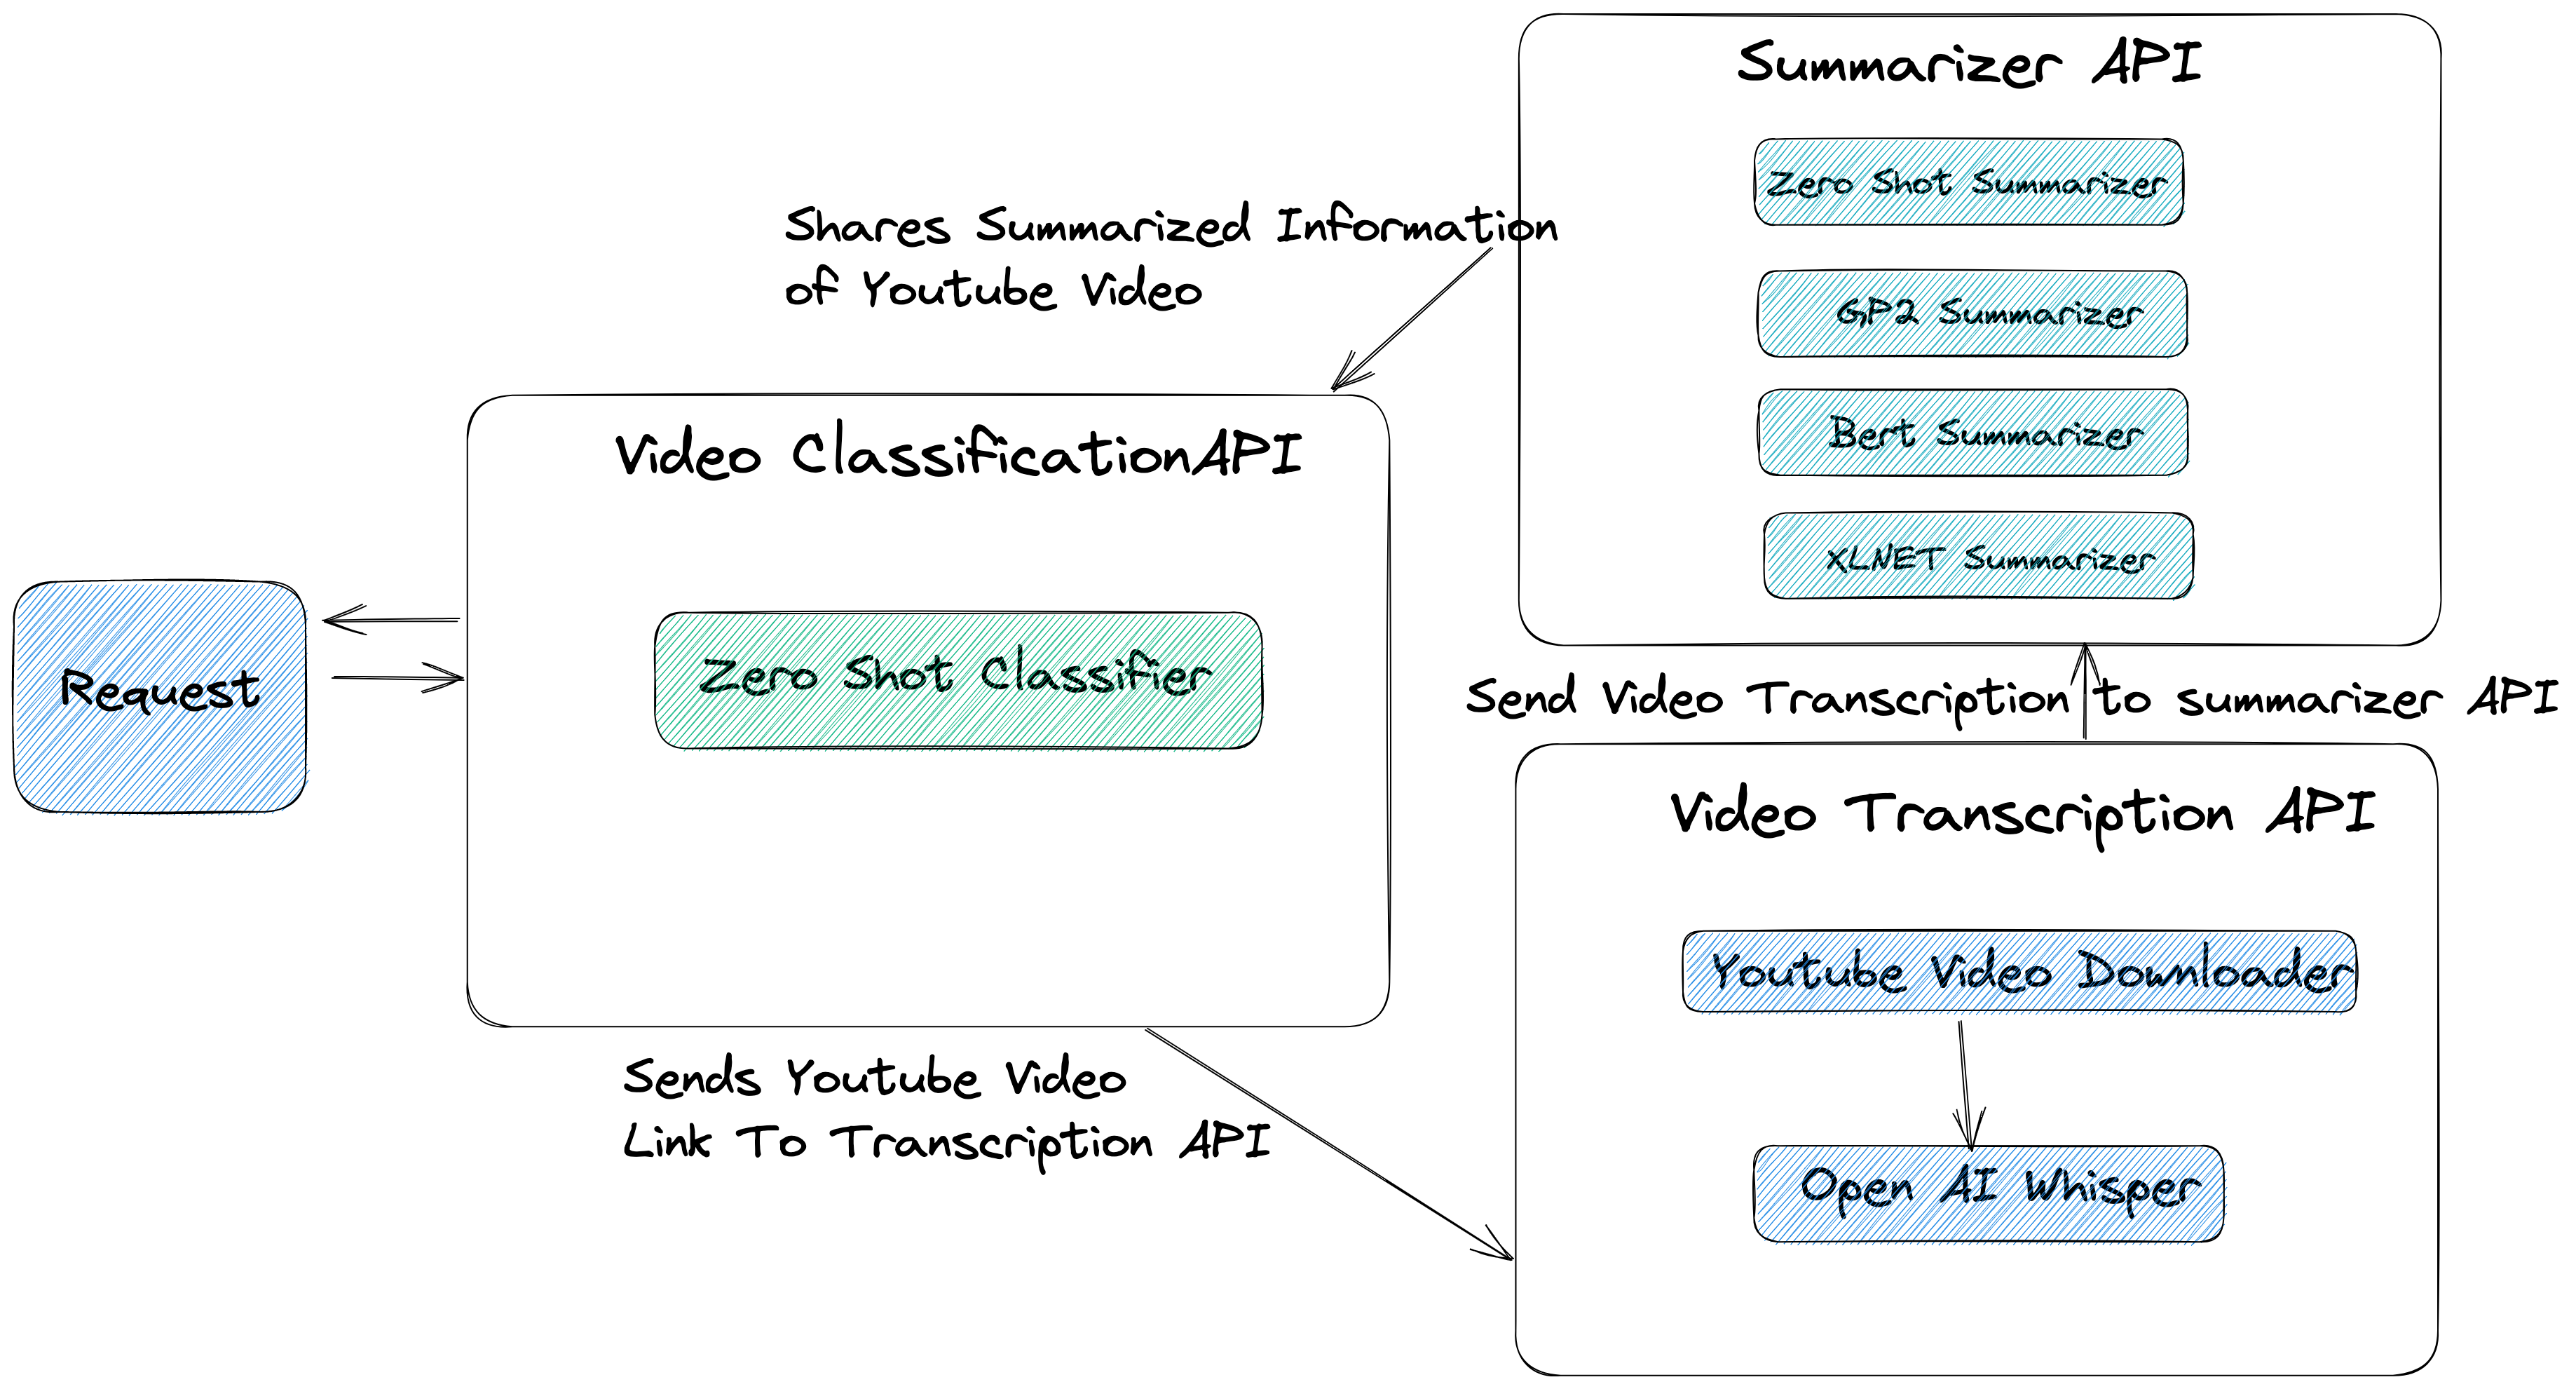 Summarizer API
Zero Shot Summarizer
GP2 Summarizer
Bert Summarizer
XLNET Summarizer
Shares Summarized Information
of Youtube Video
Video ClassificationAPI
Zero Shot Classifier
Request
Send Video Transcription to summarizer API
Video Transcription API
Youtube Video Downloader
Open AI Whisper
Sends Youtube Video
Link To Transcription API